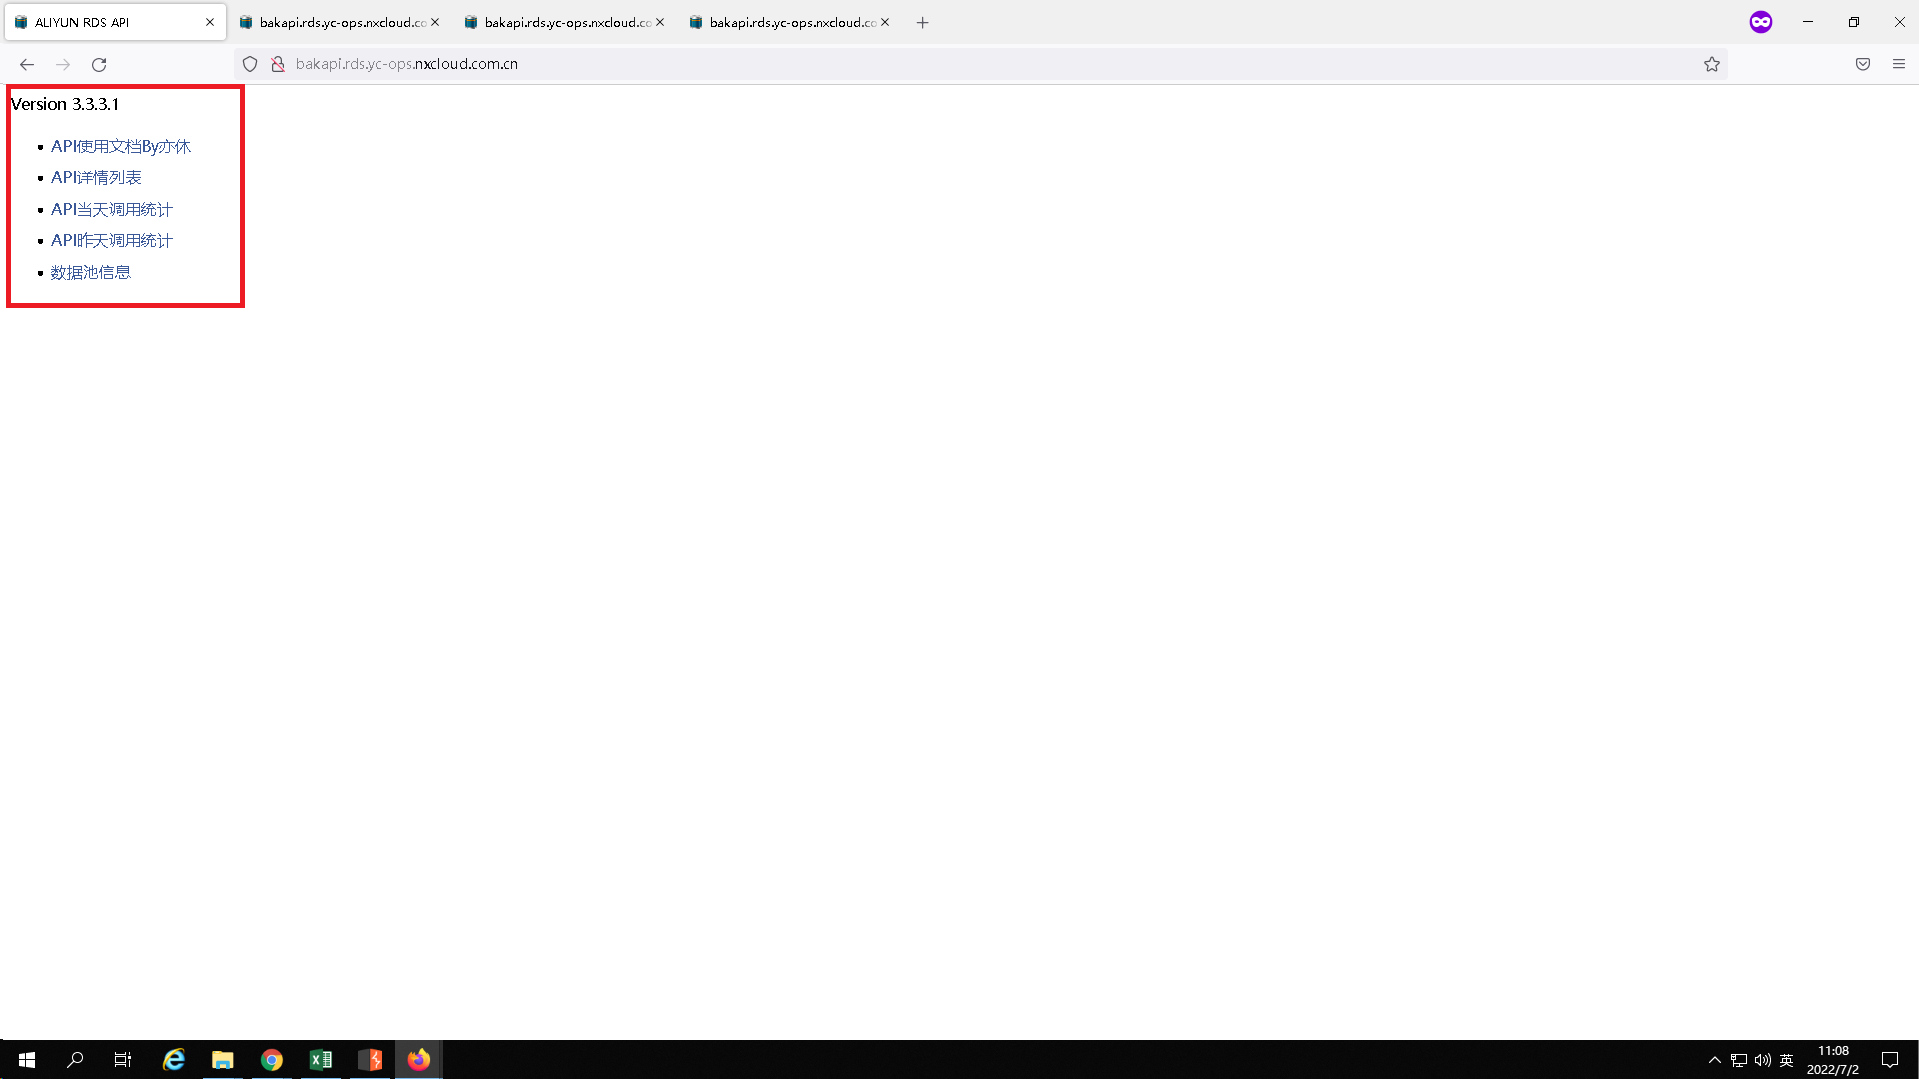 ALIYUN RDS API
bakapi.rds.yc-ops.nxcloud.co
bakapi.rds.yc-ops.nxcloud.co
bakapi.rds.yc-ops.nxcloud.co
bakapi.rds.yc-ops.nxcloud.com.cn
Version 3.3.3.1
API使用文档By亦休
API详情列表
API当天调用统计
API昨天调用统计
数据池信息
英
11:08
2022/7/2